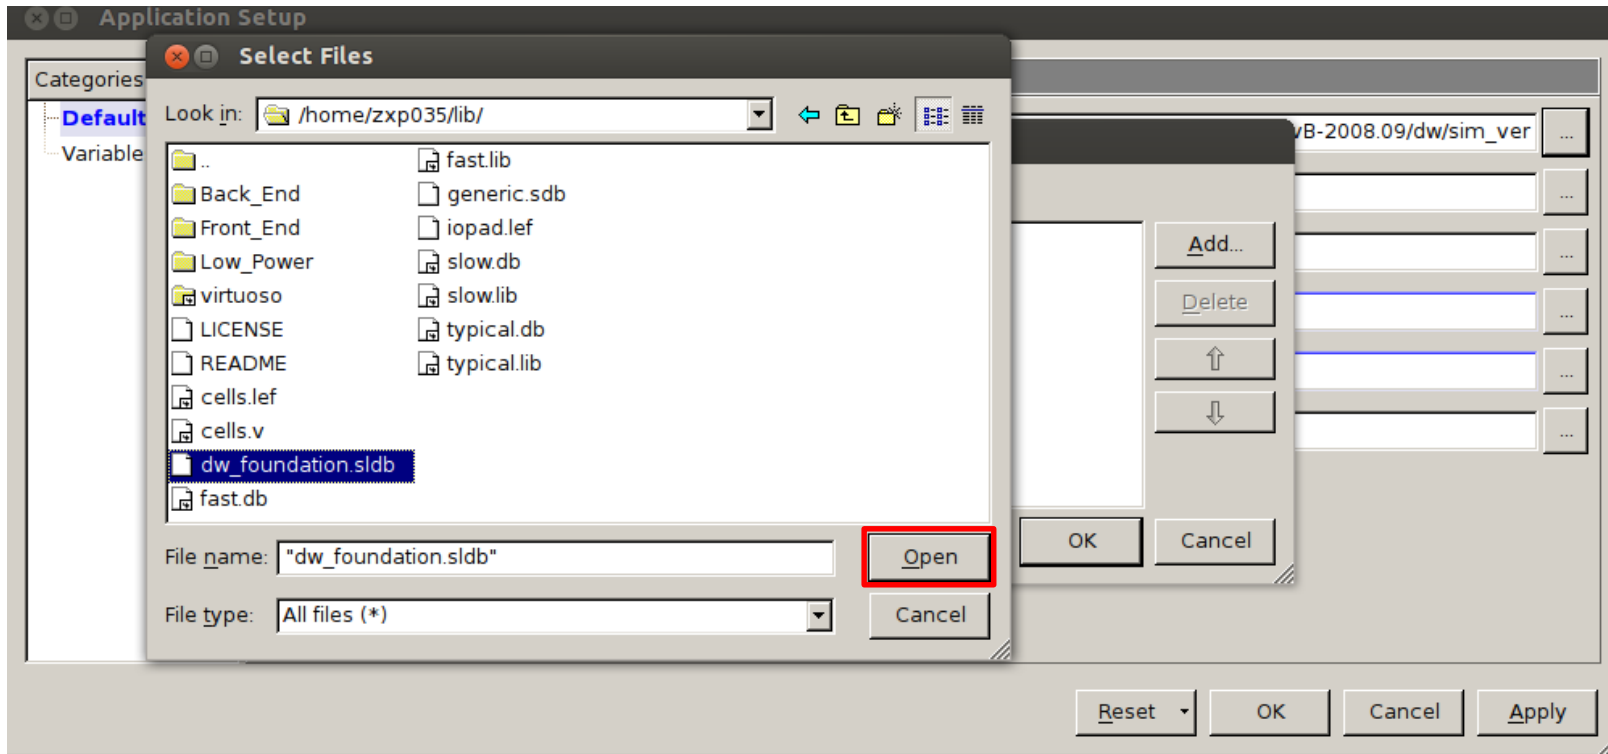 Application Setup
Select Files
Categories
Default
Variable
Look in: /home/zxp035/lib/
..
Back_End
Front_End
Low_Power
virtuoso
LICENSE
README
cells.lef
cells.v
dw_foundation.sldb
fast.db
fast.lib
generic.sdb
iopad.lef
slow.db
slow.lib
typical.db
typical.lib
File name: "dw_foundation.sldb"
Open
File type: All files (*)
Cancel
vB-2008.09/dw/sim_ver ...
...
...
...
...
...
Add...
Delete
OK Cancel
Reset OK Cancel Apply